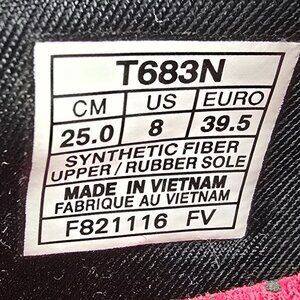 T683N
CM US EURO
25.0 8 39.5
SYNTHETIC FIBER
UPPER/RUBBER SOLE
MADE IN VIETNAM
FABRIQUE AU VIETNAM
F821116 FV